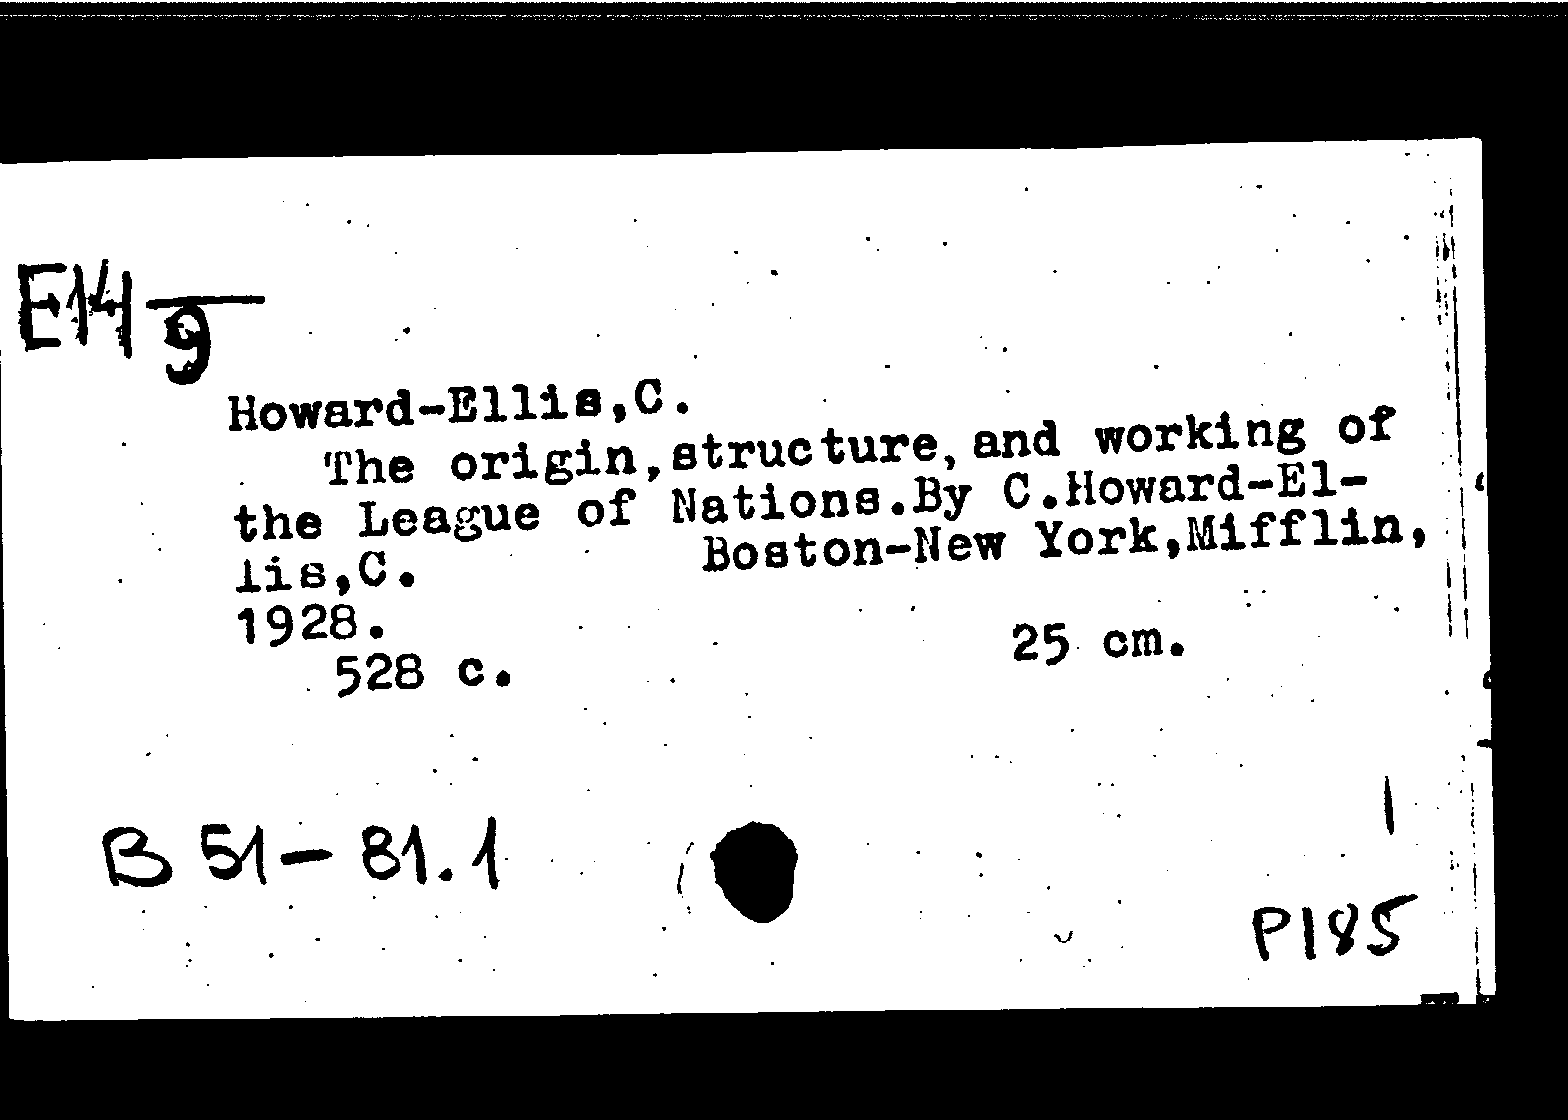 E14 9
Howard-Ellis,C.
The origin,structure,and working of
the League of Nations.By C.Howard-El-
lis,C. Boston-New York,Mifflin,
1928.
528 c. 25 cm.
B 51-81.1
P185